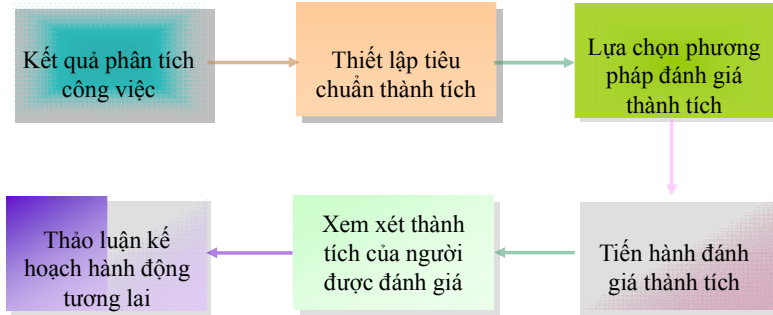 Kết quả phân tích
công việc
Thiết lập tiêu
chuẩn thành tích
Lựa chọn phương
pháp đánh giá
thành tích
Tiến hành đánh
giá thành tích
Xem xét thành
tích của người
được đánh giá
Thảo luận kế
hoạch hành động
tương lai